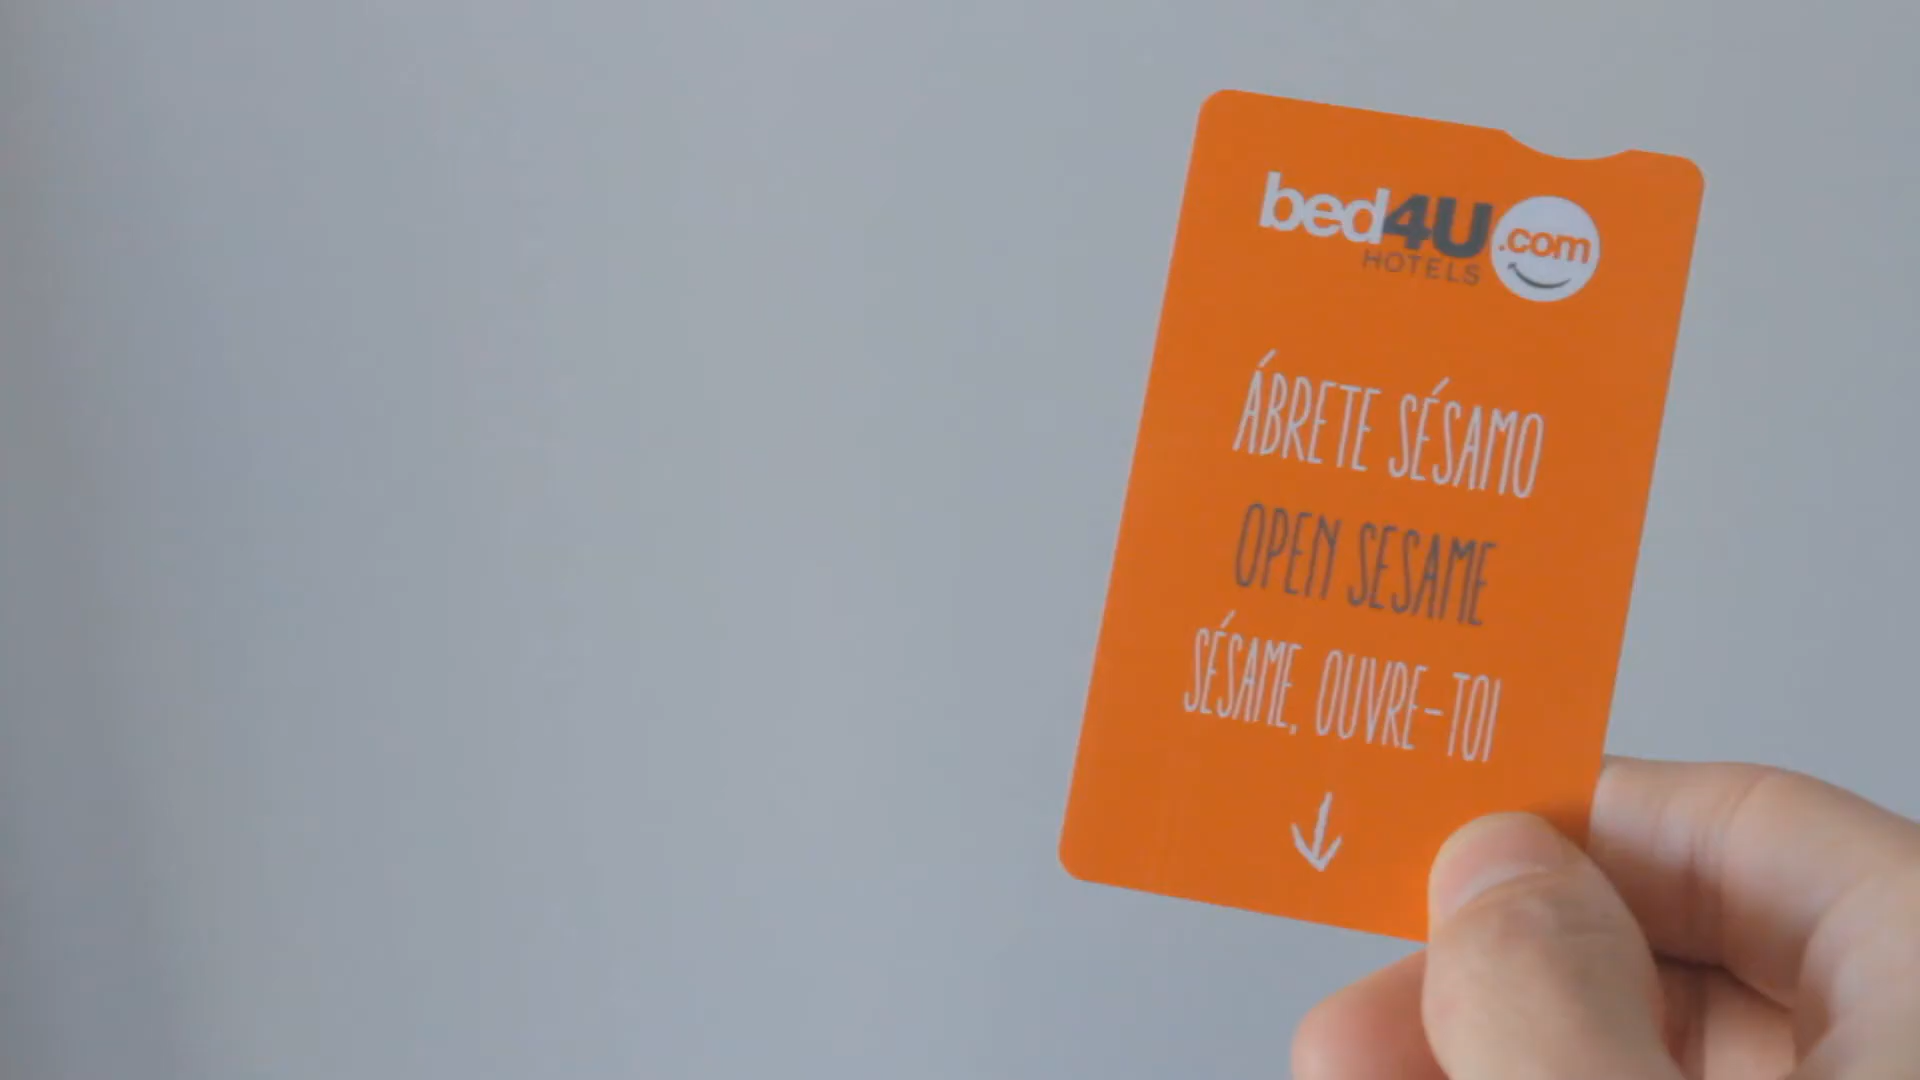 bed4U.com
HOTELS
ÁBRETE SÉSAMO
OPEN SESAME
SÉSAME, OUVRE-TOI